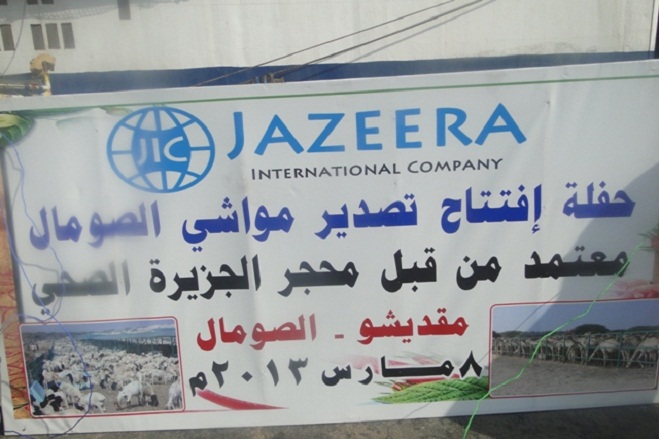 JIC
JAZEERA
INTERNATIONAL COMPANY
حفلة إفتتاح تصدير مواشي الصومال
معتمد من قبل محجر الجزيرة الصحي
مقديشو - الصومال
٨ مـارس ٢٠١٣م